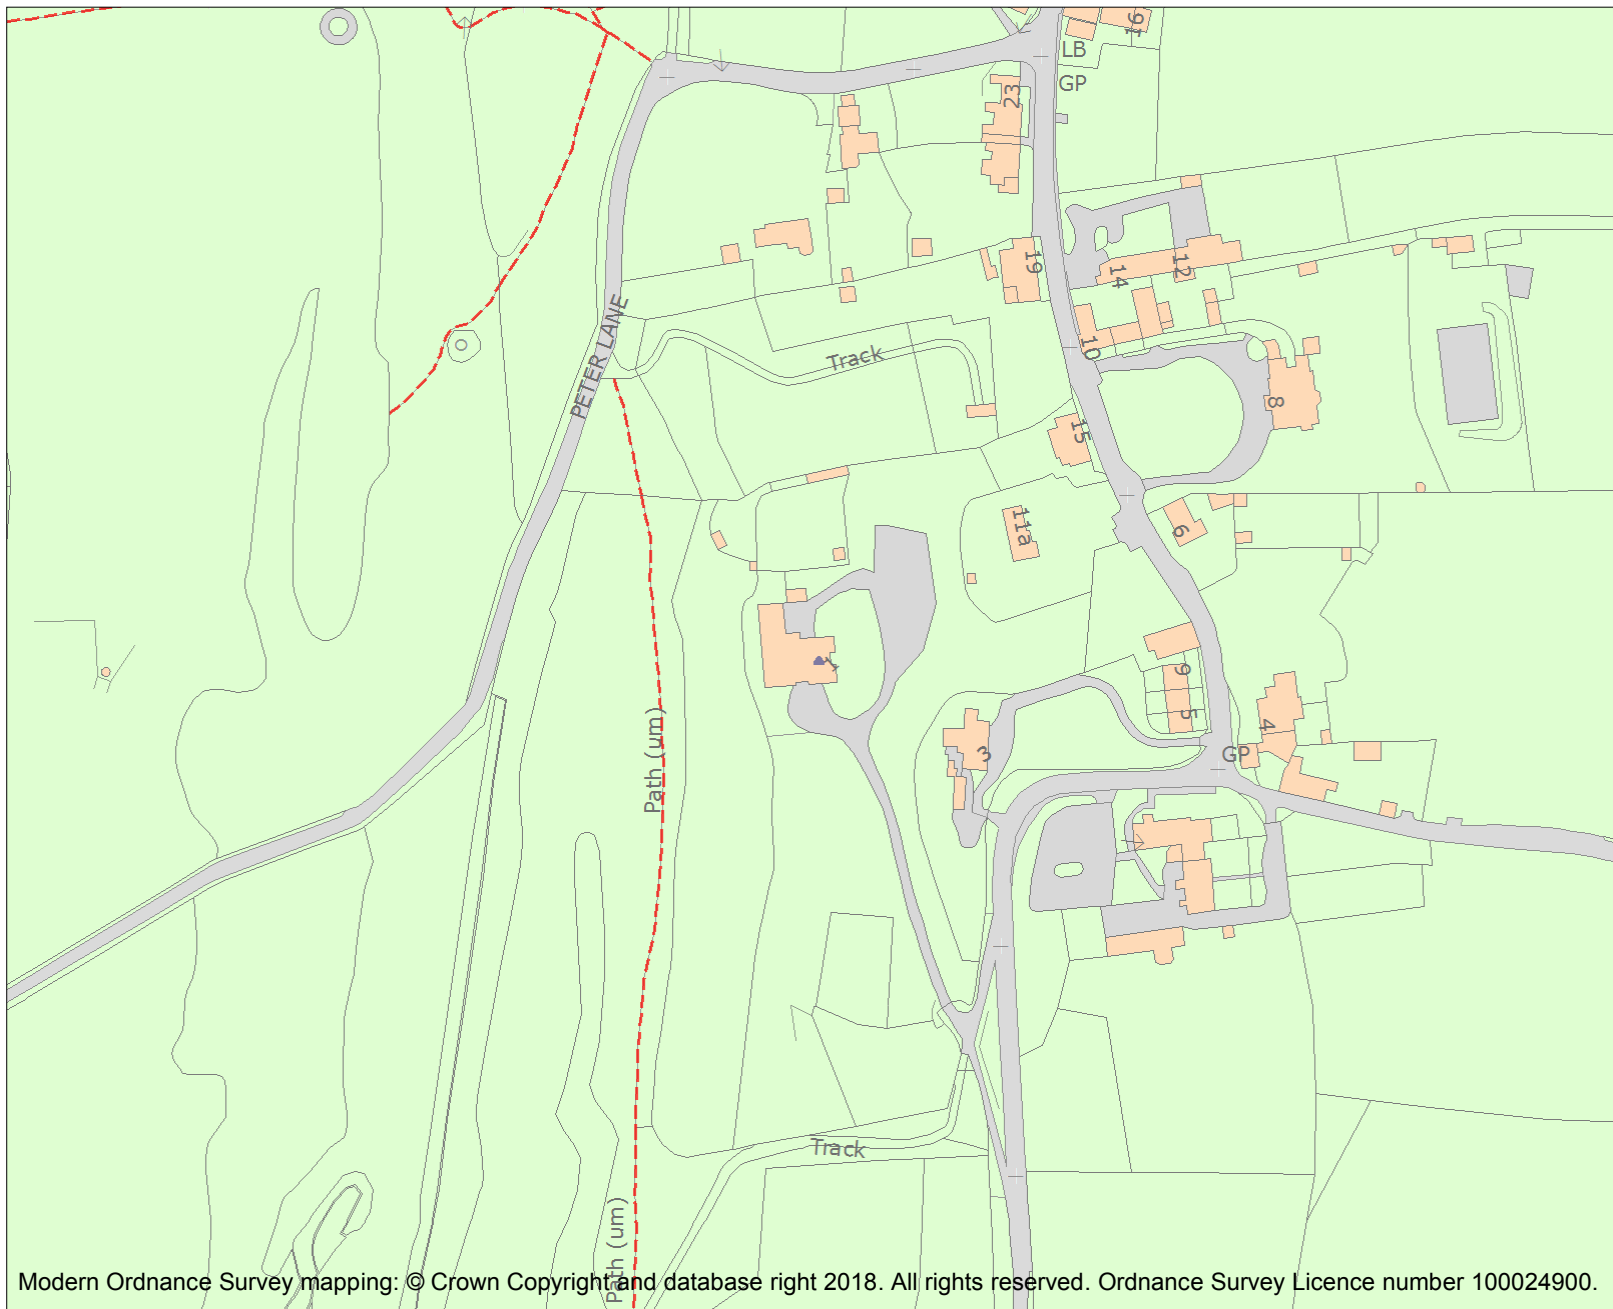 19
LB
GP
23
19
14
12
10
PETER LANE
Track
8
15
11a
6
1
9
5
4
3
GP
Path (um)
Track
Path (um)
Modern Ordnance Survey mapping: © Crown Copyright and database right 2018. All rights reserved. Ordnance Survey Licence number 100024900.